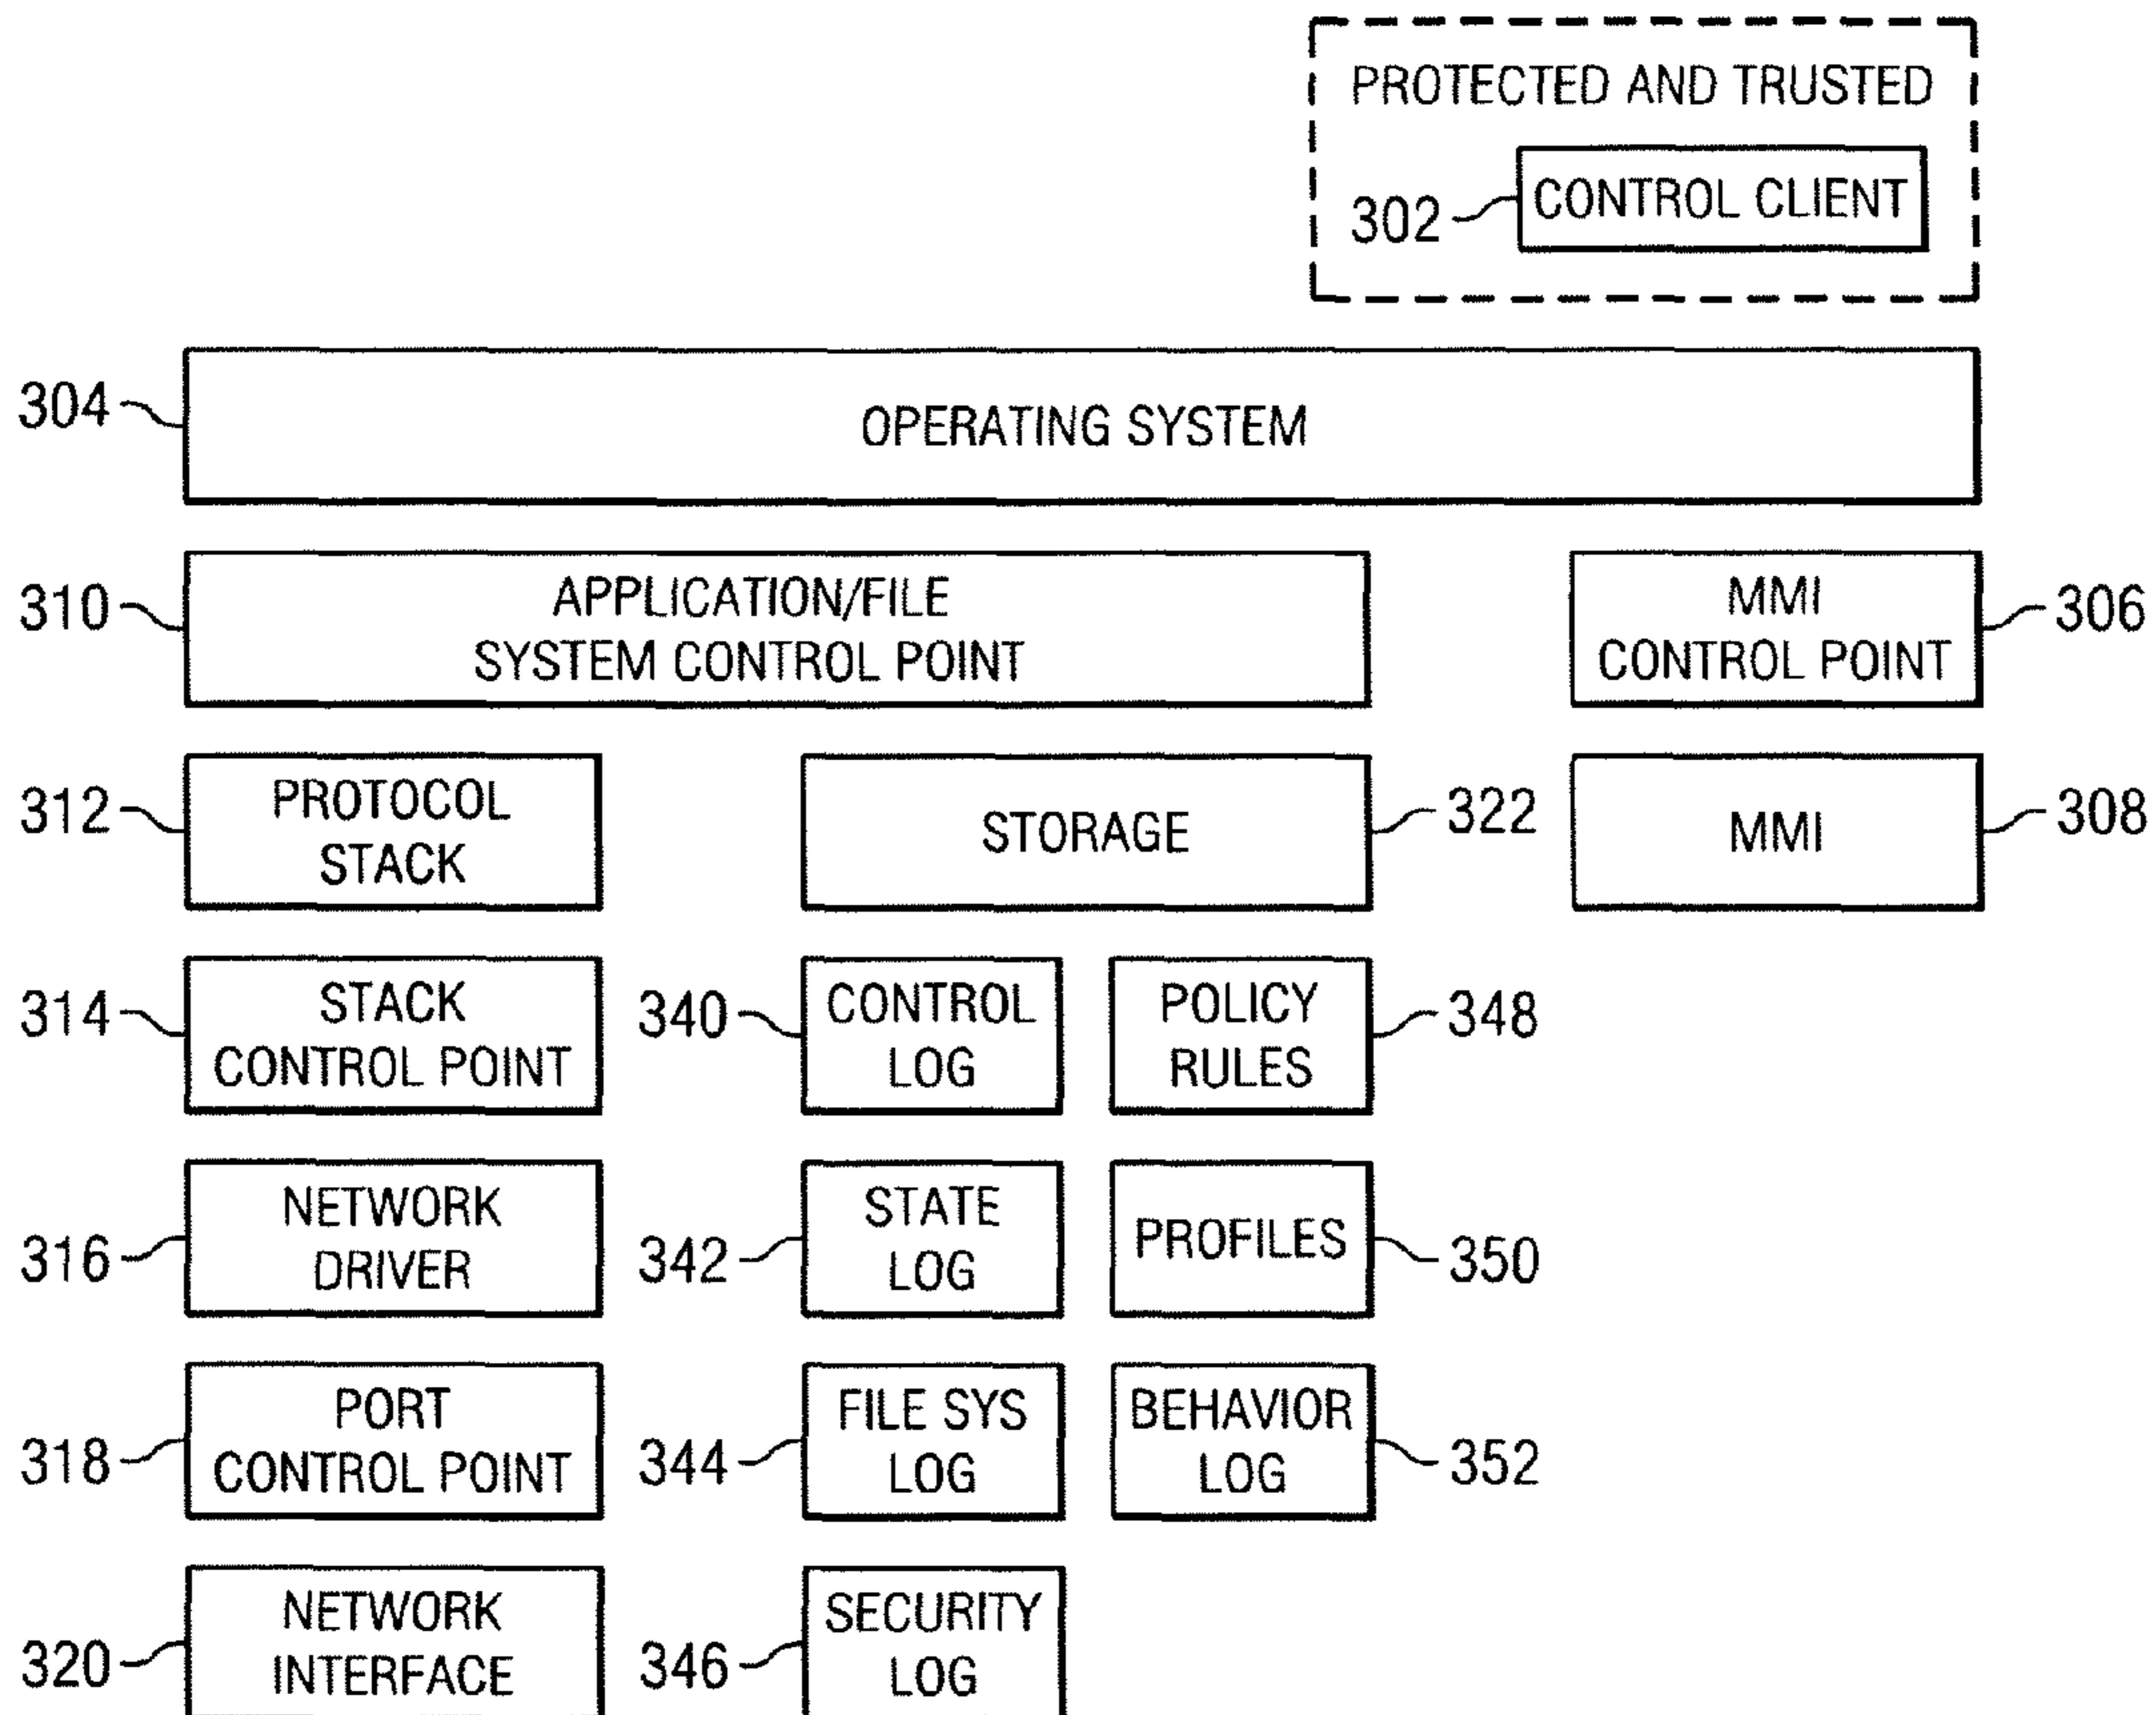 PROTECTED AND TRUSTED
302
CONTROL CLIENT
304
OPERATING SYSTEM
310
APPLICATION/FILE
SYSTEM CONTROL POINT
MMI
CONTROL POINT
306
312
PROTOCOL
STACK
STORAGE
322
MMI
308
314
STACK
CONTROL POINT
340
CONTROL
LOG
POLICY
RULES
348
316
NETWORK
DRIVER
342
STATE
LOG
PROFILES
350
318
PORT
CONTROL POINT
344
FILE SYS
LOG
BEHAVIOR
LOG
352
320
NETWORK
INTERFACE
346
SECURITY
LOG